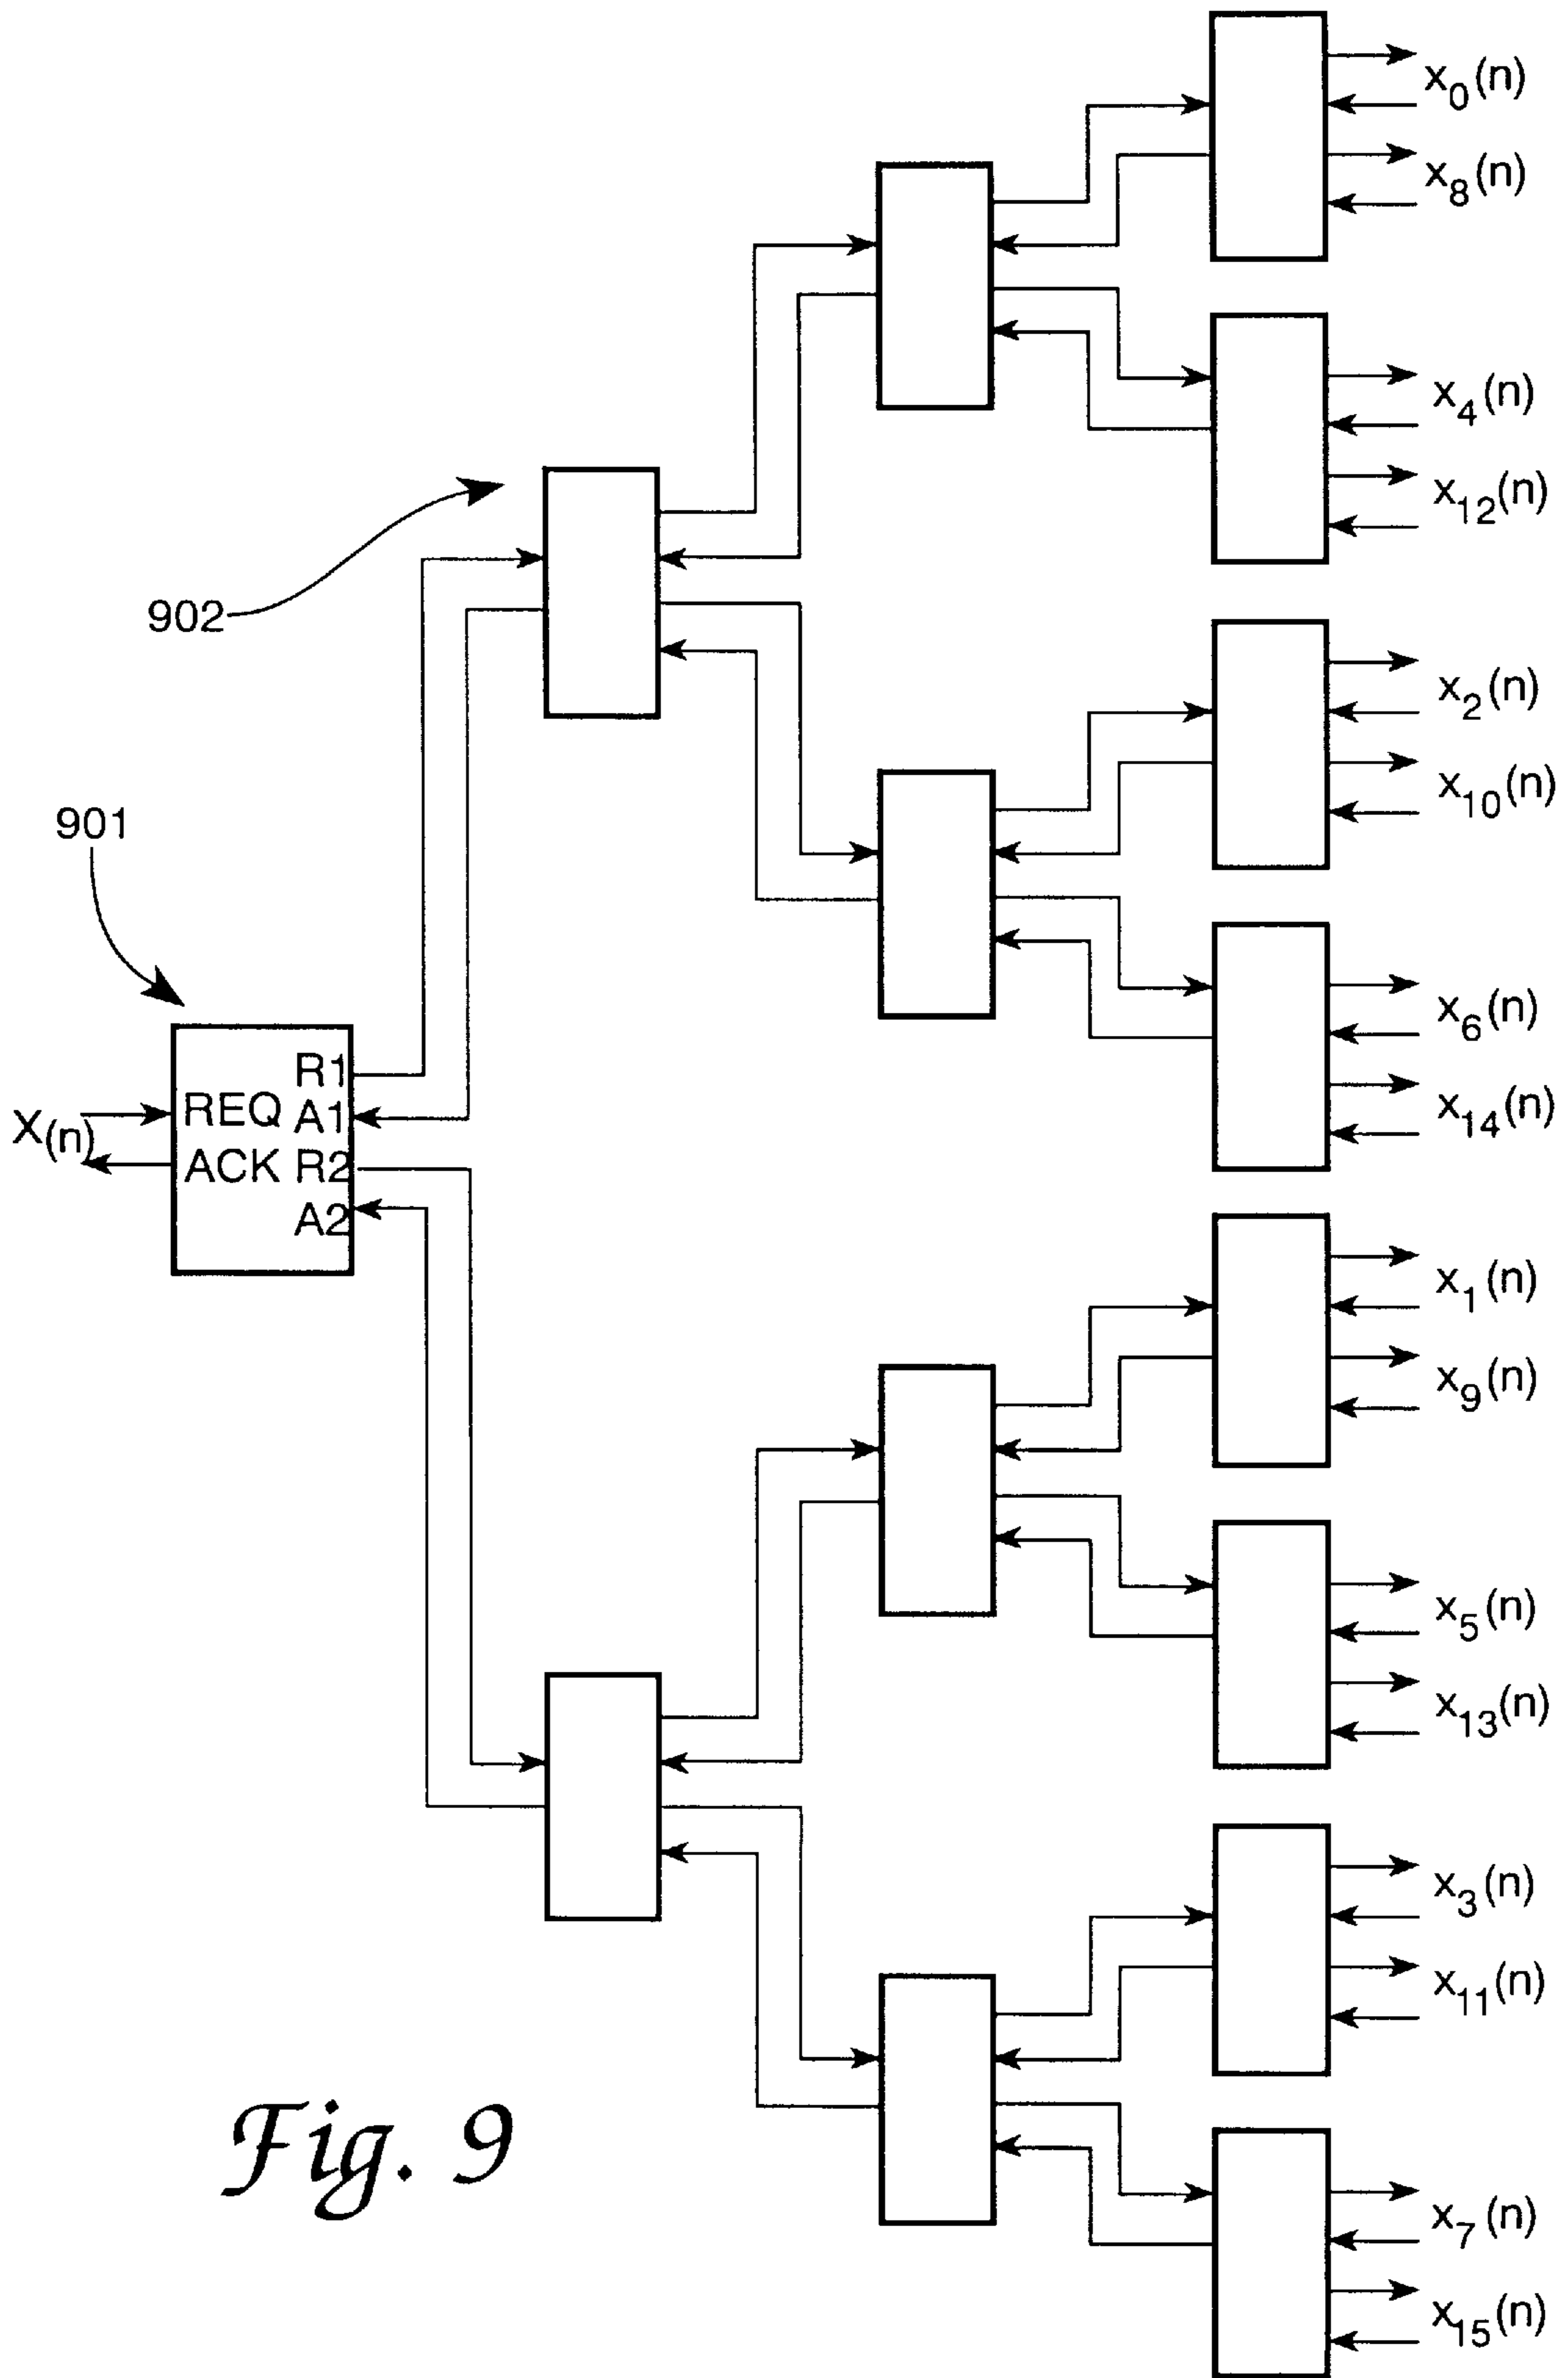 x0(n)
x8(n)
x4(n)
x12(n)
902
x2(n)
x10(n)
901
x6(n)
x14(n)
R1
X(n) REQ A1
ACK R2
A2
x1(n)
x9(n)
x5(n)
x13(n)
x3(n)
x11(n)
Fig. 9
x7(n)
x15(n)